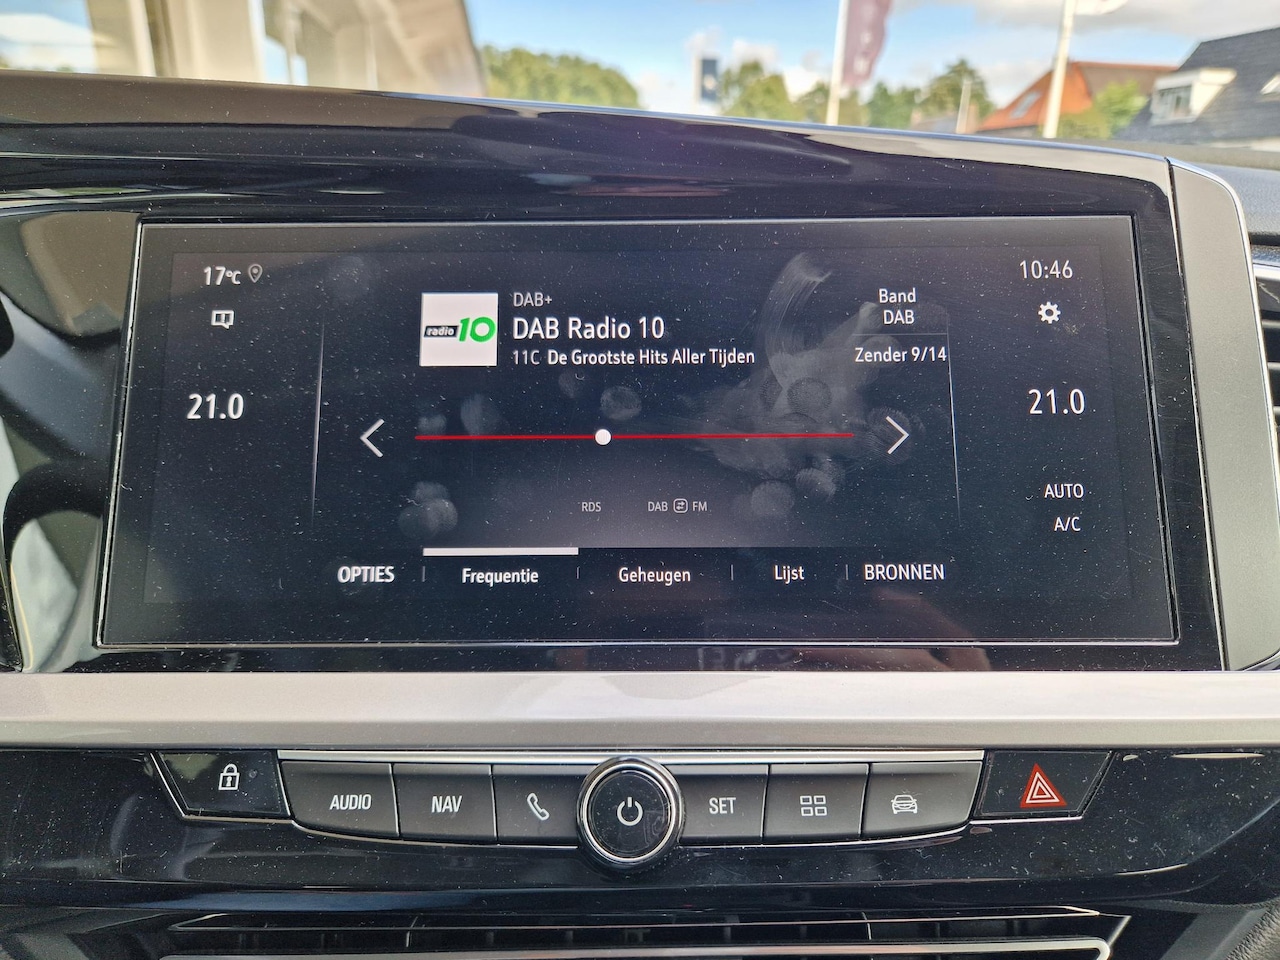 17°C
10:46
radio 10
DAB+
DAB Radio 10
11C De Grootste Hits Aller Tijden
Band
DAB
Zender 9/14
21.0
21.0
RDS
DAB FM
AUTO
A/C
OPTIES
Frequentie
Geheugen
Lijst
BRONNEN
AUDIO
NAV
SET